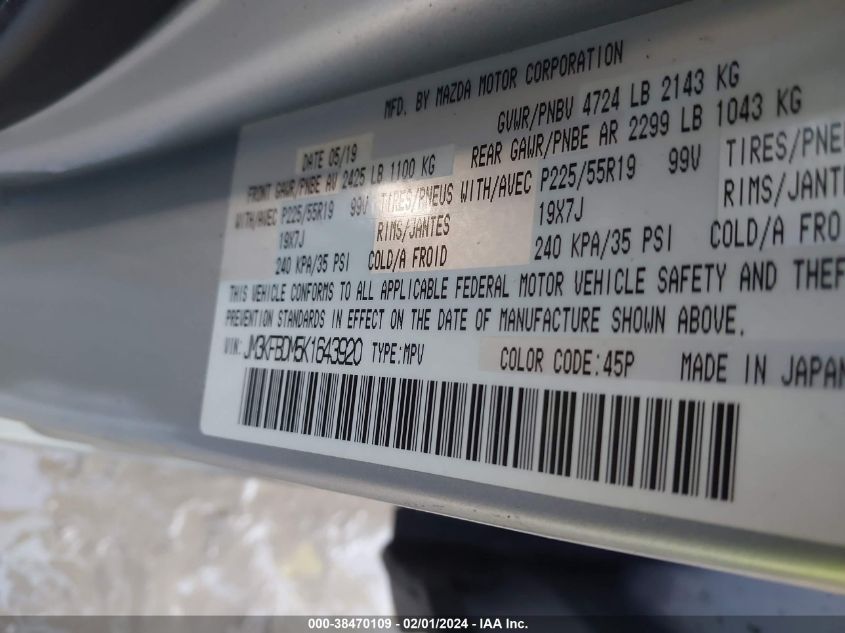 MFD. BY MAZDA MOTOR CORPORATION
DATE 05/19 GVWR/PNBV 4724 LB 2143 KG
FRONT GAWR/PNBE AV 2425 LB 1100 KG REAR GAWR/PNBE AR 2299 LB 1043 KG
WITH/AVEC P225/55R19 99V TIRES/PNEUS WITH/AVEC P225/55R19 99V TIRES/PNE
19X7J RIMS/JANTES 19X7J RIMS/JANTE
240 KPA/35 PSI COLD/A FROID 240 KPA/35 PSI COLD/A FRO
THIS VEHICLE CONFORMS TO ALL APPLICABLE FEDERAL MOTOR VEHICLE SAFETY AND THEF
PREVENTION STANDARDS IN EFFECT ON THE DATE OF MANUFACTURE SHOWN ABOVE.
VIN: JM3KFBDM5K1643920 TYPE:MPV COLOR CODE:45P MADE IN JAPAN
000-38470109 - 02/01/2024 - IAA Inc.